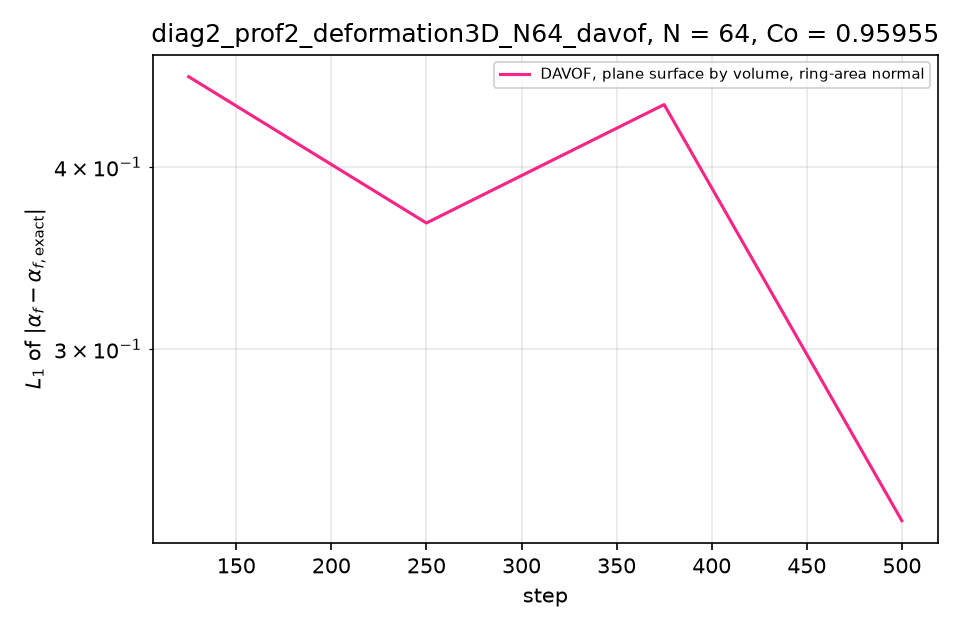 diag2_prof2_deformation3D_N64_davof, N = 64, Co = 0.95955
DAVOF, plane surface by volume, ring-area normal
4 × 10⁻¹
3 × 10⁻¹
L₁ of |α_f − α_{f,exact}|
150 200 250 300 350 400 450 500
step